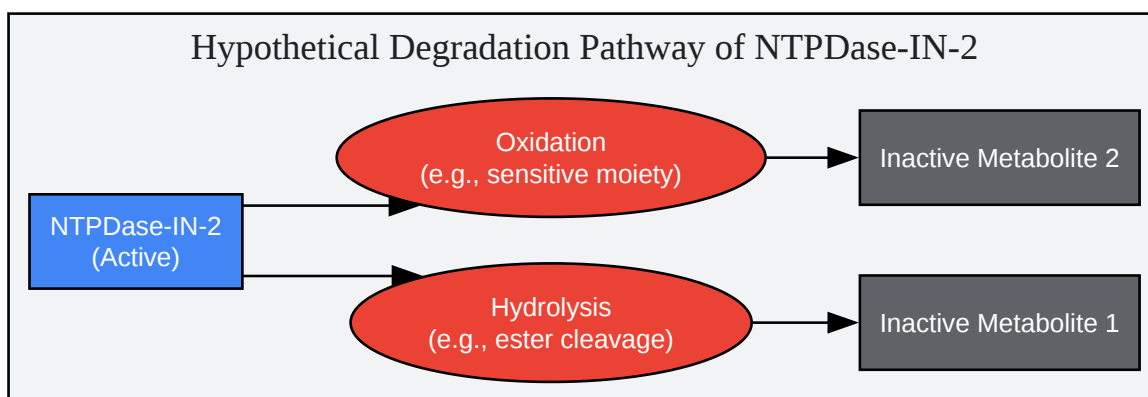 Hypothetical Degradation Pathway of NTPDase-IN-2
Oxidation
(e.g., sensitive moiety)
Inactive Metabolite 2
NTPDase-IN-2
(Active)
Hydrolysis
(e.g., ester cleavage)
Inactive Metabolite 1